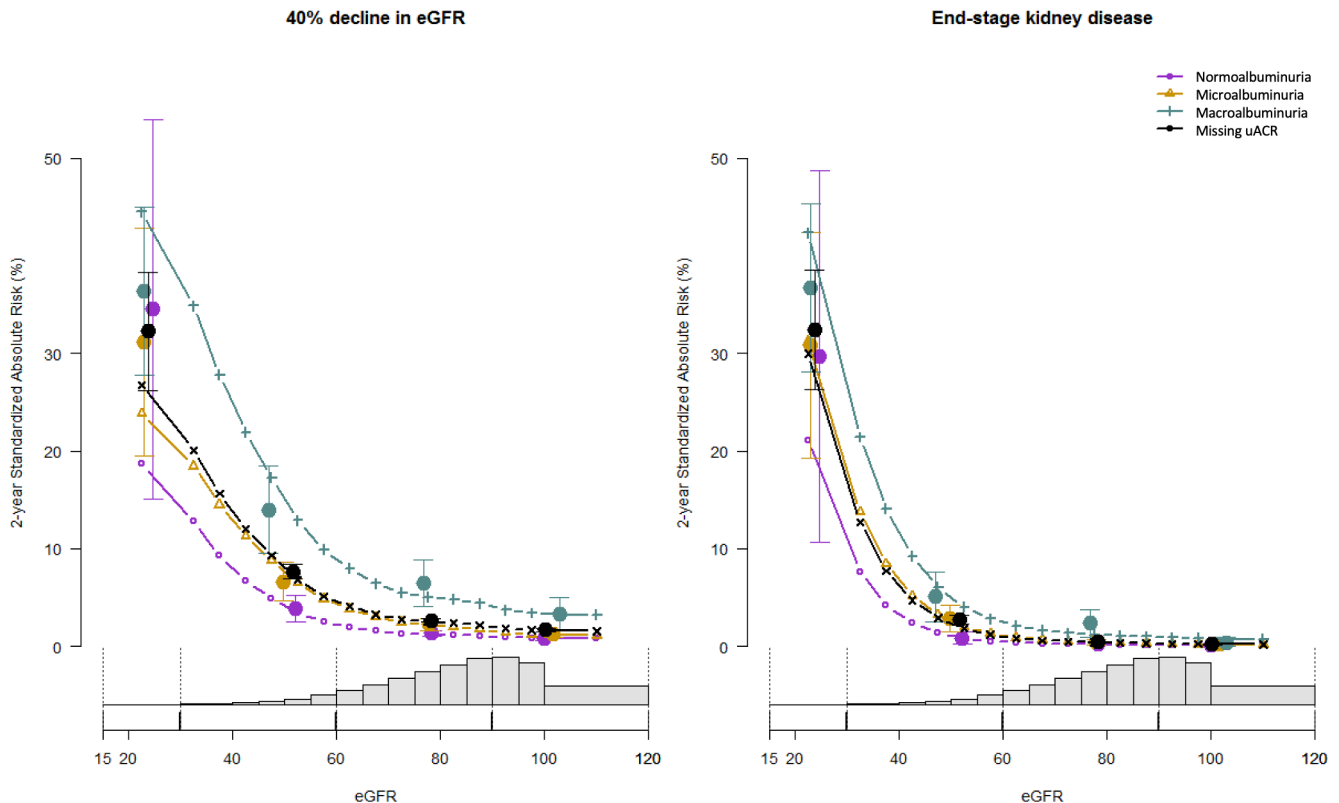 40% decline in eGFR
End-stage kidney disease
Normoalbuminuria
Microalbuminuria
Macroalbuminuria
Missing uACR
2-year Standardized Absolute Risk (%)
50
30
20
10
0
15 20 40 60 80 100 120
eGFR
2-year Standardized Absolute Risk (%)
50
30
20
10
0
15 20 40 60 80 100 120
eGFR